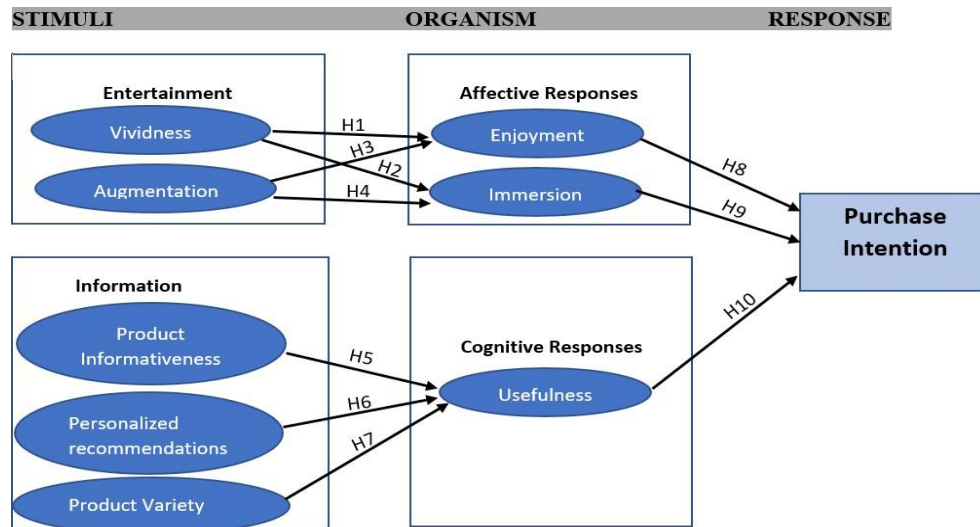 STIMULI ORGANISM RESPONSE
Entertainment
Vividness
Augmentation
H1
H3
H2
H4
Affective Responses
Enjoyment
Immersion
H8
H9
Purchase
Intention
Information
Product
Informativeness
Personalized
recommendations
Product Variety
H5
H6
H7
Cognitive Responses
Usefulness
H10